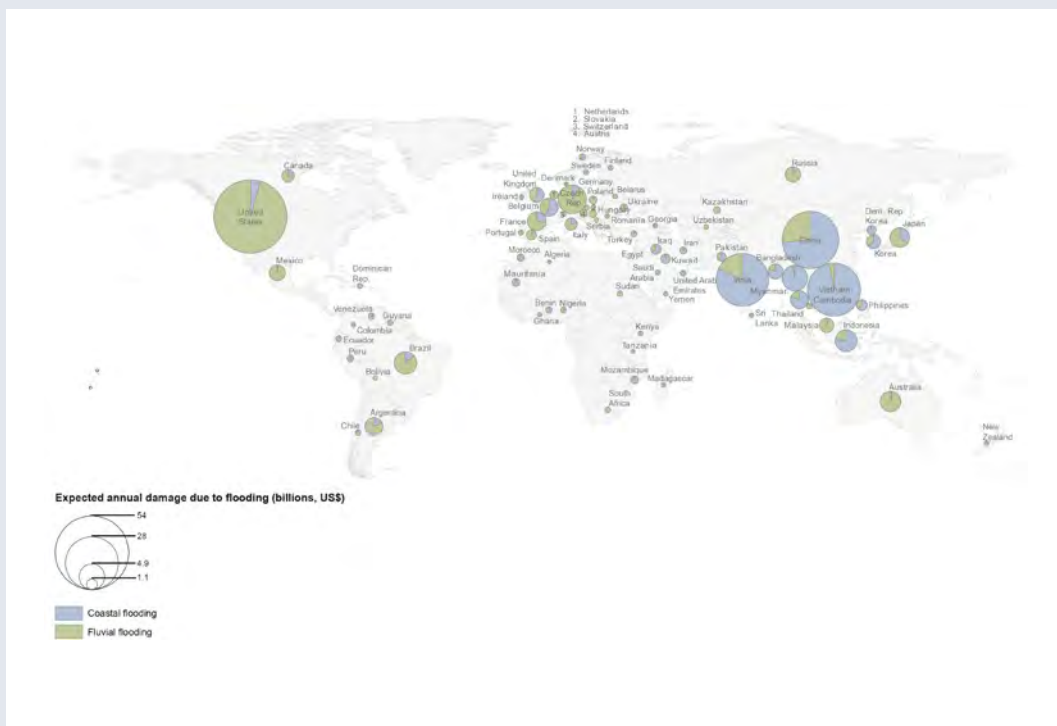 1. Netherlands
2. Slovakia
3. Switzerland
4. Austria
Norway
Sweden
Finland
Russia
Canada
United
Kingdom
Denmark
Germany
Ireland
Poland
Belarus
Czech
Rep
Belgium
Ukraine
Hungary
Kazakhstan
United
States
France
Romania
Georgia
Uzbekistan
Dem. Rep
Korea
Japan
Portugal
Spain
Italy
Serbia
Turkey
China
Korea
Morocco
Algeria
Egypt
Iraq
Iran
Kuwait
Pakistan
Bangladesh
Mexico
Dominican
Rep.
Mauritania
Saudi
Arabia
United Arab
Emirates
India
Myanmar
Vietnam
Cambodia
Sudan
Yemen
Philippines
Venezuela
Guyana
Benin
Nigeria
Ghana
Sri
Lanka
Thailand
Malaysia
Indonesia
Colombia
Ecuador
Kenya
Peru
Brazil
Tanzania
Bolivia
Mozambique
Madagascar
South
Africa
Australia
Argentina
Chile
New
Zealand
Expected annual damage due to flooding (billions, US$)
54
28
4.9
1.1
Coastal flooding
Fluvial flooding